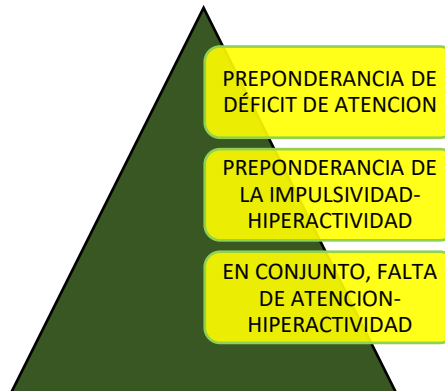 PREPONDERANCIA DE
DÉFICIT DE ATENCION
PREPONDERANCIA DE
LA IMPULSIVIDAD-
HIPERACTIVIDAD
EN CONJUNTO, FALTA
DE ATENCION-
HIPERACTIVIDAD